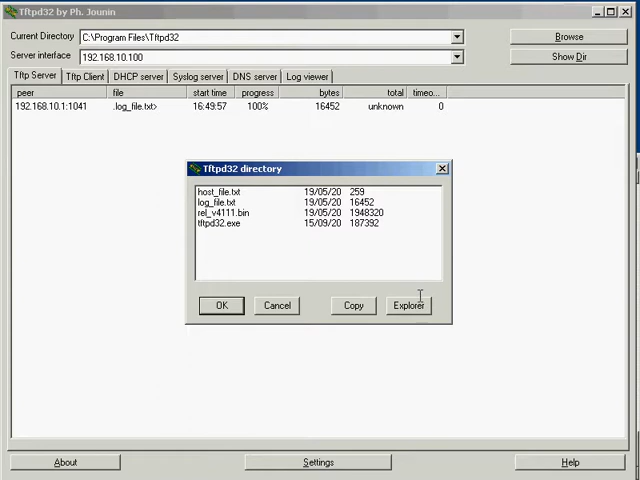 Tftpd32 by Ph. Jounin
Current Directory C:\Program Files\Tftpd32 Browse
Server interface 192.168.10.100 Show Dir
Tftp Server Tftp Client DHCP server Syslog server DNS server Log viewer
peer file start time progress bytes total timeo...
192.168.10.1:1041 .log_file.txt> 16:49:57 100% 16452 unknown 0
Tftpd32 directory
host_file.txt 19/05/20 259
log_file.txt 19/05/20 16452
rel_v4111.bin 19/05/20 1948320
tftpd32.exe 15/09/20 187392
OK Cancel Copy Explorer
About Settings Help